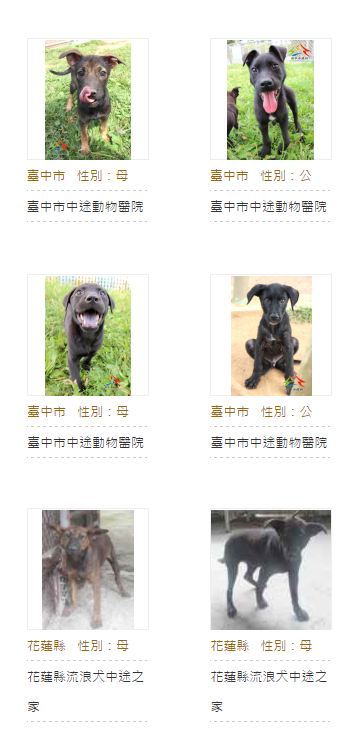 臺中市 性別：母
臺中市中途動物醫院
臺中市 性別：公
臺中市中途動物醫院
臺中市 性別：母
臺中市中途動物醫院
臺中市 性別：公
臺中市中途動物醫院
花蓮縣 性別：母
花蓮縣流浪犬中途之
家
花蓮縣 性別：母
花蓮縣流浪犬中途之
家